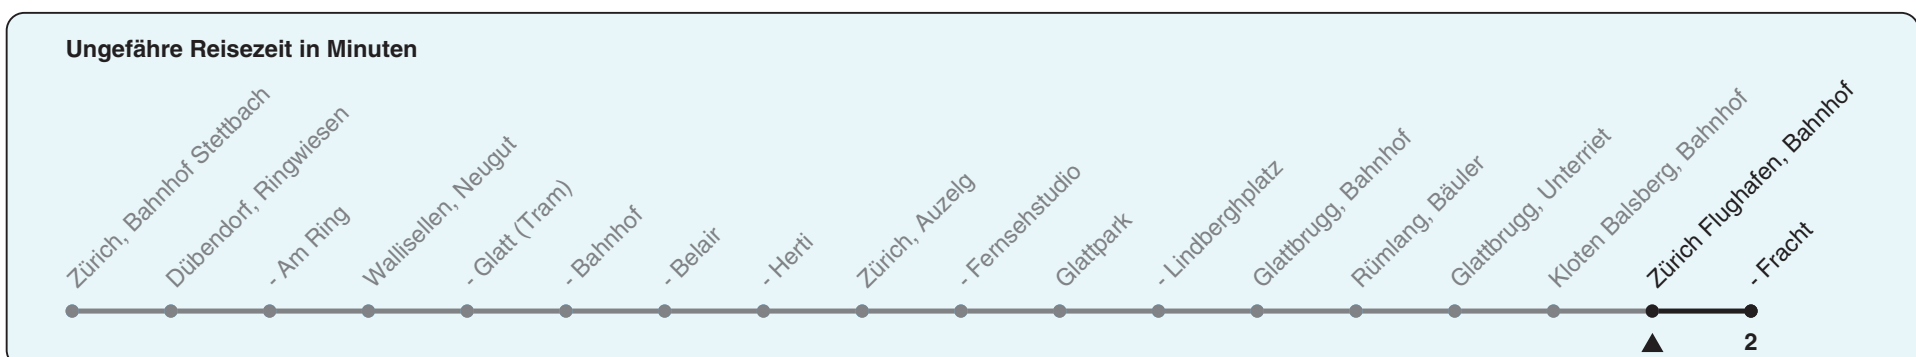 Ungefähre Reisezeit in Minuten
Zürich, Bahnhof Stettbach
Dübendorf, Ringwiesen
- Am Ring
Wallisellen, Neugut
- Glatt (Tram)
- Bahnhof
- Belair
- Herti
Zürich, Auzelg
- Fernsehstudio
Glattpark
- Lindberghplatz
Glattbrugg, Bahnhof
Rümlang, Bäuler
Glattbrugg, Unterriet
Kloten Balsberg, Bahnhof
Zürich Flughafen, Bahnhof
- Fracht
2